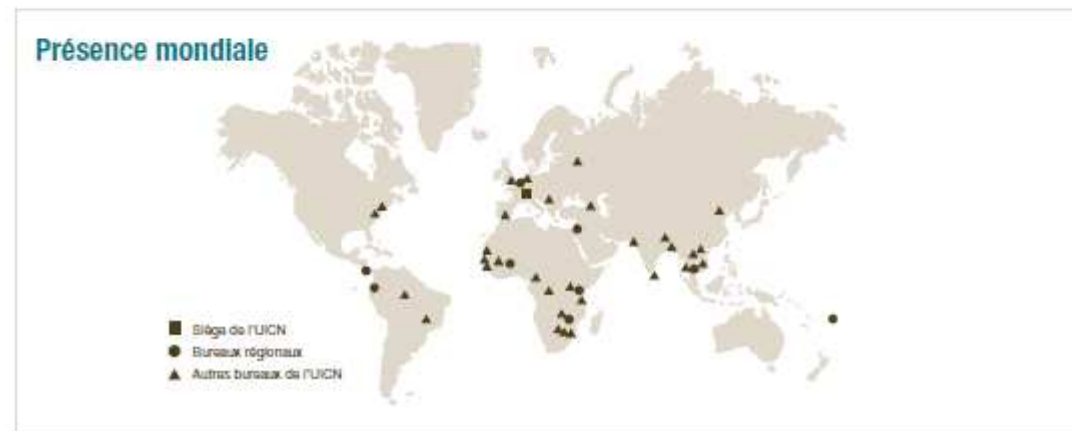 Présence mondiale
Siège de l'UICN
Bureaux régionaux
Autres bureaux de l'UICN